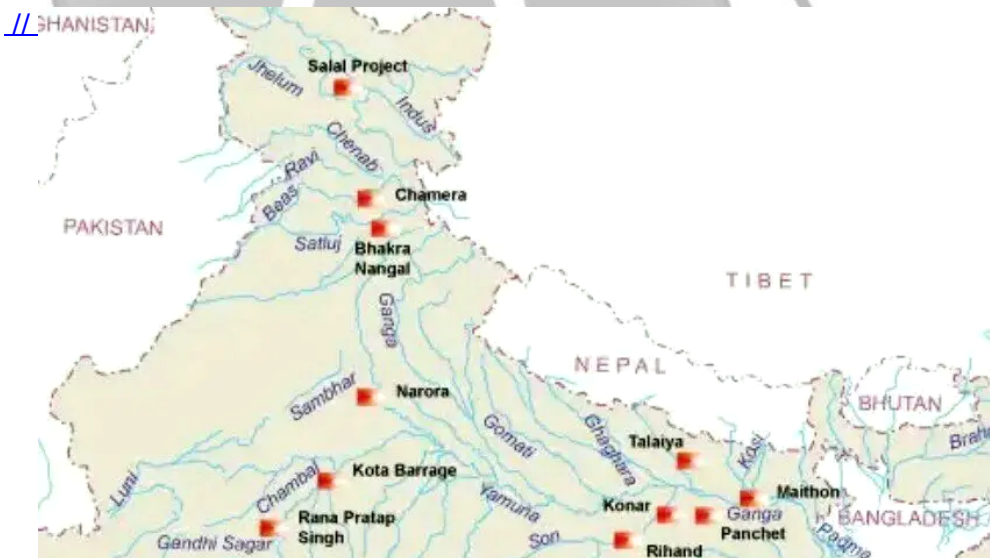 //
GHANISTAN
Salal Project
Jhelum
Indus
Chenab
Ravi
Beas
Chamera
PAKISTAN
Satluj
Bhakra
Nangal
TIBET
Ganga
NEPAL
Sambhar
Narora
BHUTAN
Gomati
Ghaghara
Talaiya
Kosi
Brah
Luni
Chambal
Kota Barrage
Yamuna
Konar
Maithon
Ganga
Panchet
BANGLADESH
Padma
Rana Pratap
Singh
Gandhi Sagar
Son
Rihand